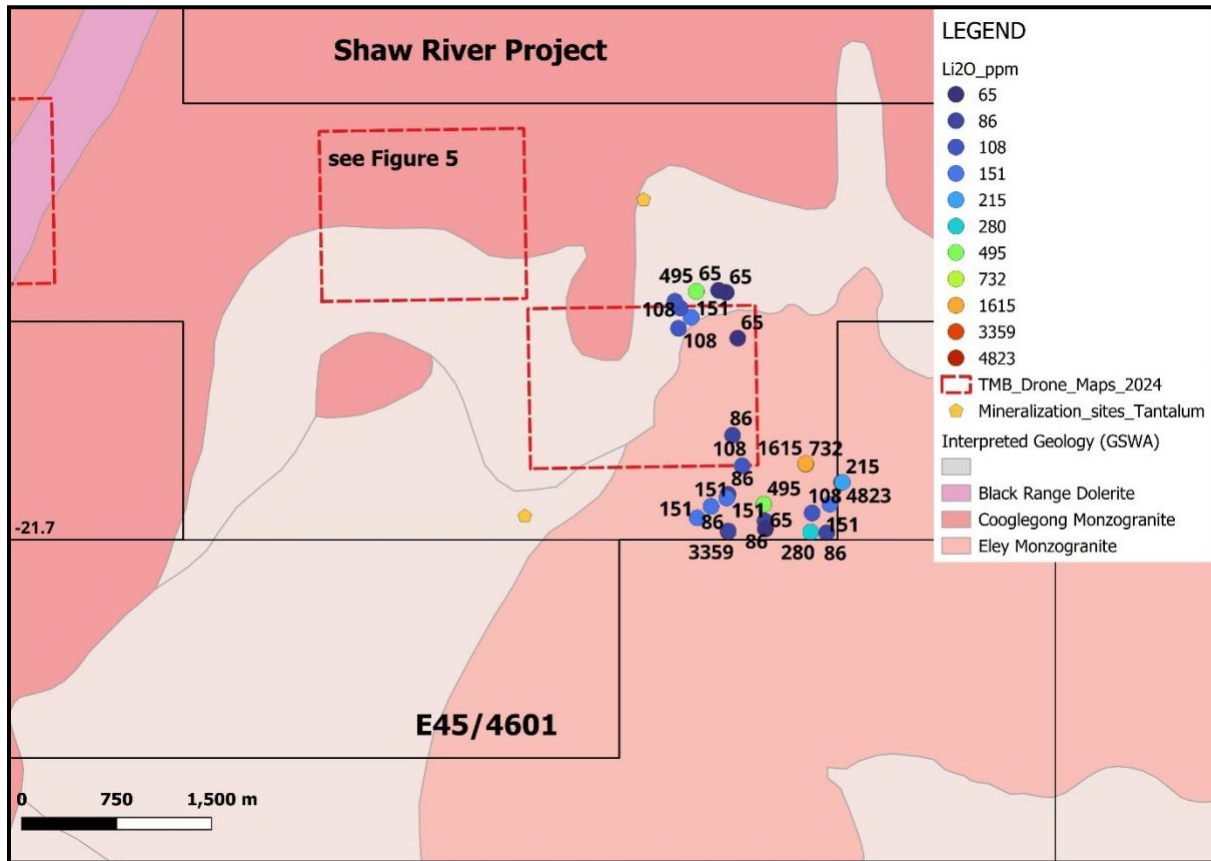 Shaw River Project
see Figure 5
495 65 65
108 151
108 65
86
108 1615 732
86 215
151 495 108 4823
151 86 151 65 151
3359 86 280 86
-21.7
E45/4601
0 750 1,500 m
LEGEND
Li2O_ppm
65
86
108
151
215
280
495
732
1615
3359
4823
TMB_Drone_Maps_2024
Mineralization_sites_Tantalum
Interpreted Geology (GSWA)
Black Range Dolerite
Cooglegong Monzogranite
Eley Monzogranite